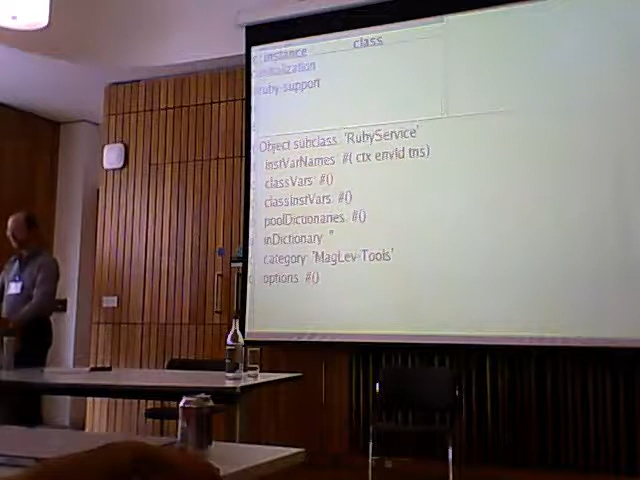 instance class
initialization
ruby-support
Object subclass: 'RubyService'
instVarNames: #( ctx envid tns)
classVars: #()
classInstVars: #()
poolDictionaries: #()
inDictionary: ''
category: 'MagLev-Tools'
options: #()